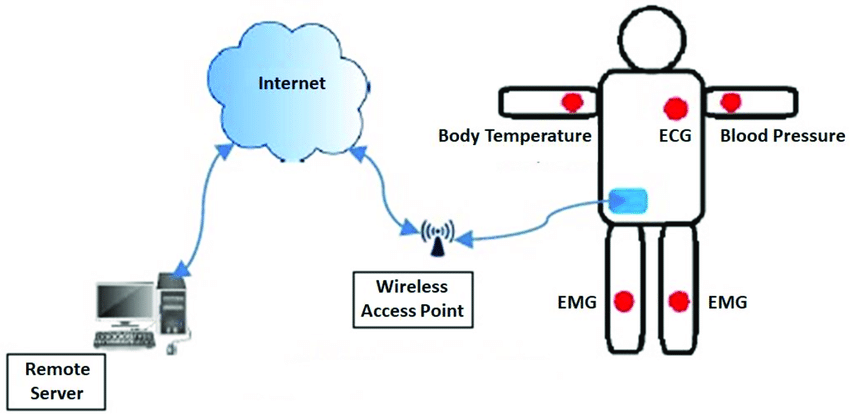 Internet
Body Temperature
ECG
Blood Pressure
Wireless
Access Point
EMG
EMG
Remote
Server